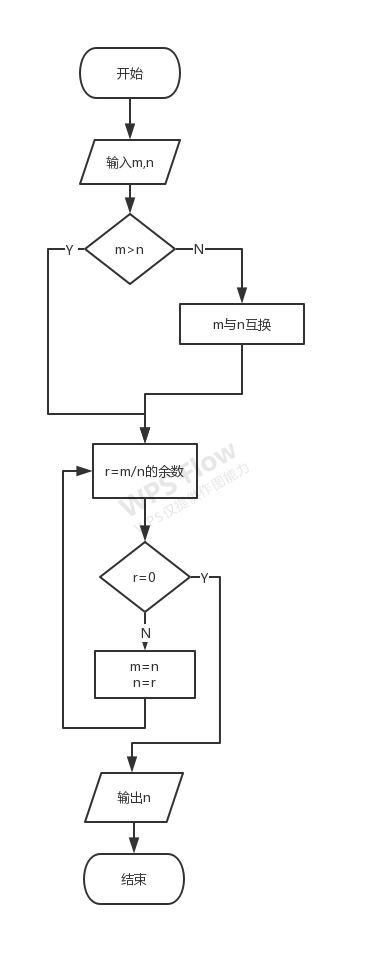 开始
输入m,n
m>n
Y
N
m与n互换
r=m/n的余数
WPS Flow
WPS仅提供作图能力
r=0
Y
N
m=n
n=r
输出n
结束